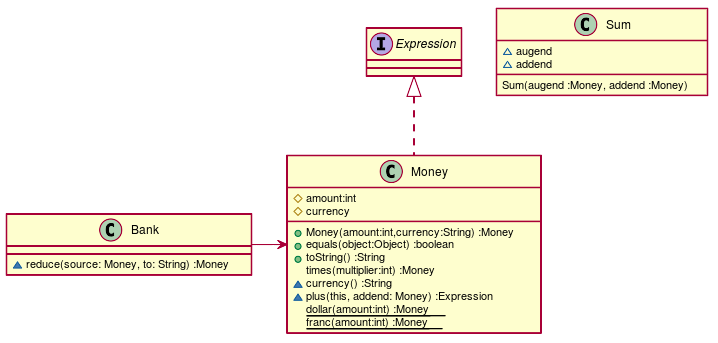 I Expression
C Sum
augend
addend
Sum(augend :Money, addend :Money)
C Money
amount:int
currency
Money(amount:int,currency:String) :Money
equals(object:Object) :boolean
toString() :String
times(multiplier:int) :Money
currency() :String
plus(this, addend: Money) :Expression
dollar(amount:int) :Money
franc(amount:int) :Money
C Bank
reduce(source: Money, to: String) :Money